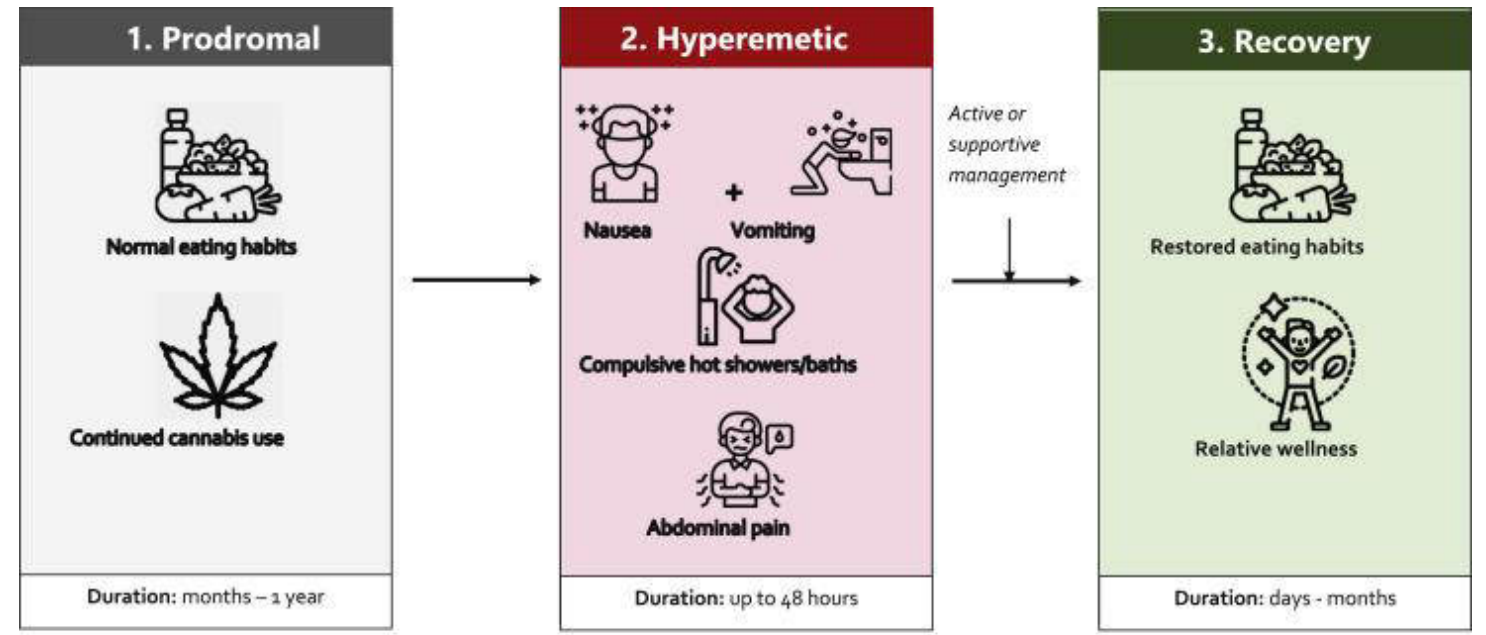 1. Prodromal
Normal eating habits
Continued cannabis use
Duration: months – 1 year
2. Hyperemetic
Nausea
+
Vomiting
Compulsive hot showers/baths
Abdominal pain
Duration: up to 48 hours
Active or
supportive
management
3. Recovery
Restored eating habits
Relative wellness
Duration: days - months